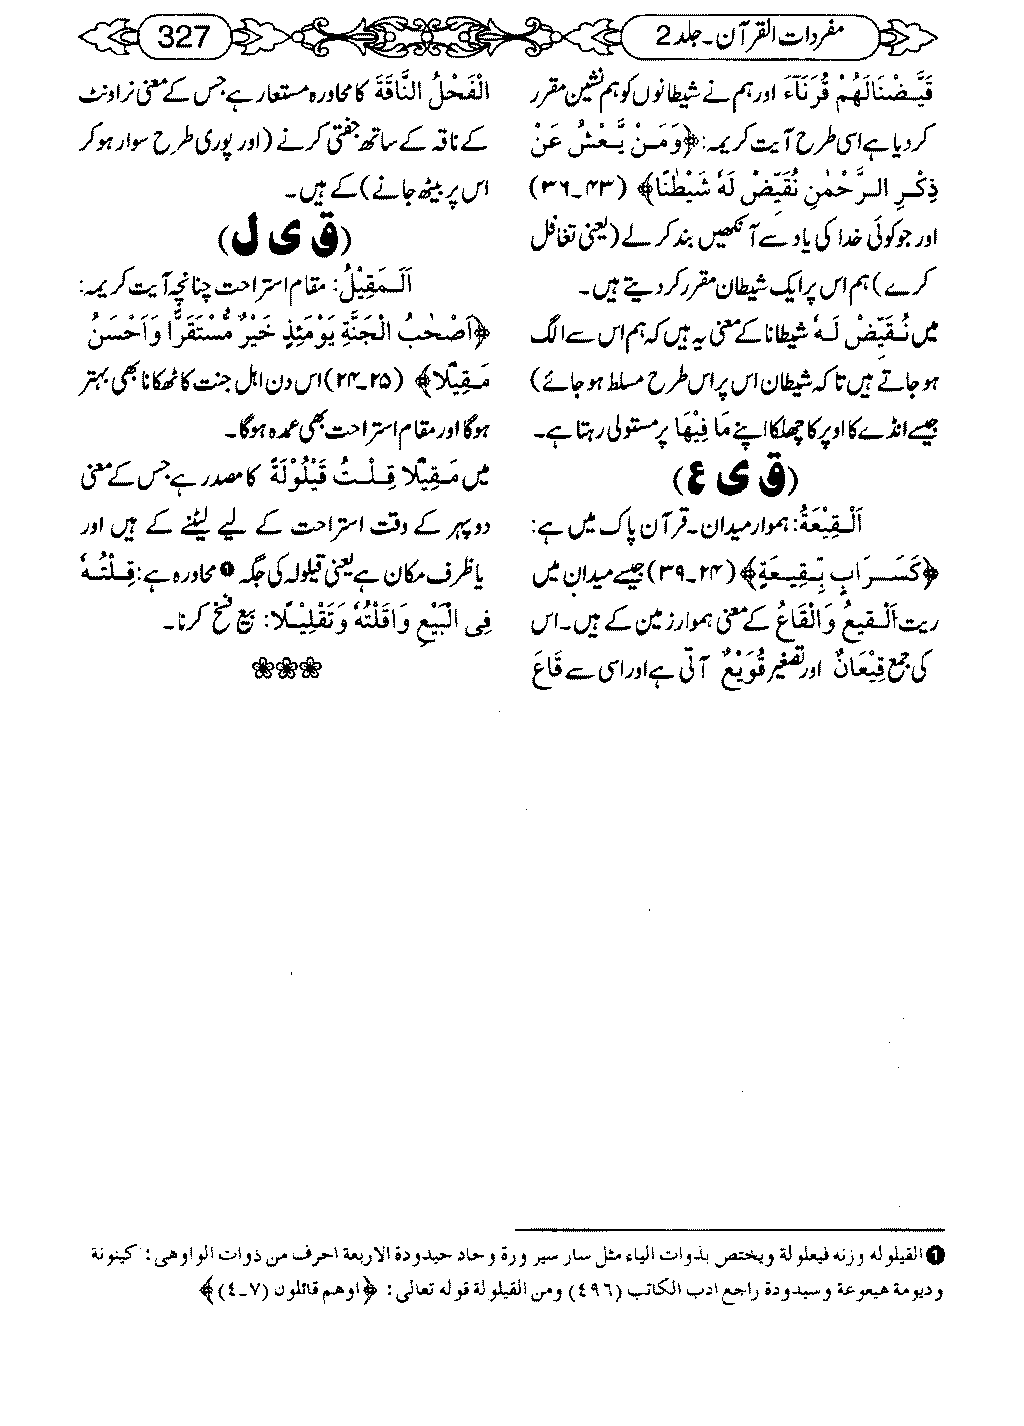 مفردات القرآن۔جلد 2
327
قَیَّضْنَالَھُمْ قُرَنَآءَ اور ہم نے شیطانوں کو ہم نشین مقرر
کر دیا ہے اسی طرح آیت کریمہ: ﴿وَمَنْ یَّعْشُ عَنْ
ذِکْرِ الرَّحْمٰنِ نُقَیِّضْ لَہٗ شَیْطٰنًا﴾ (۴۳۔۳۶)
اور جو کوئی خدا کی یاد سے آنکھیں بند کر لے (یعنی تغافل
کرے) ہم اس پر ایک شیطان مقرر کر دیتے ہیں۔
میں نُقَیِّضْ لَہٗ شیطانا کے معنی یہ ہیں کہ ہم اس سے الگ
ہو جاتے ہیں تاکہ شیطان اس پر اس طرح مسلط ہو جائے)
جیسے انڈے کا اوپر کا چھلکا اپنے مَا فِیْھَا پر مستولی رہتا ہے۔
(ق ی ع)
اَلْقِیْعَۃُ: ہموار میدان۔قرآن پاک میں ہے:
﴿کَسَرَابٍ بِقِیْعَةٍ﴾ (۲۴۔۳۹) جیسے میدان میں
ریت اَلْقِیعُ وَالْقَاعُ کے معنی ہموار زمین کے ہیں۔اس
کی جمع قِیْعَانٌ اور تصغیر قُوَیْعٌ آتی ہے اور اسی سے قَاعَ
الْفَحْلُ النَّاقَۃَ کا محاورہ مستعار ہے جس کے معنی نر اونٹ
کے ناقہ کے ساتھ جفتی کرنے (اور پوری طرح سوار ہو کر
اس پر بیٹھ جانے) کے ہیں۔
(ق ی ل)
اَلْمَقِیْلُ: مقام استراحت چنانچہ آیت کریمہ:
﴿اَصْحٰبُ الْجَنَّۃِ یَوْمَئِذٍ خَیْرٌ مُّسْتَقَرًّا وَاَحْسَنُ
مَقِیْلًا﴾ (۲۵۔۲۴) اس دن اہل جنت کا ٹھکانا بھی بہتر
ہوگا اور مقام استراحت بھی عمدہ ہوگا۔
میں مَقِیْلًا قِلْتُ قَیْلُوْلَۃً کا مصدر ہے جس کے معنی
دوپہر کے وقت استراحت کے لیے لیٹنے کے ہیں اور
یا ظرف مکان ہے یعنی قیلولہ کی جگہ ❶ محاورہ ہے: قِلْتُہٗ
فِی الْبَیْعِ وَاَقَلْتُہٗ وَتَقْلِیْلًا: بیع فسخ کرنا۔
❀❀❀
❶ القيلوله وزنه فيعلولة ويختص بذوات الياء مثل سار سير ورة وحاد حيدودة الاربعة احرف من ذوات الواوهى: كينونة
وديومة هيعوعة وسيدودة راجع ادب الكاتب (٤٩٦) ومن القيلولة قوله تعالى: ﴿اوهم قائلون (٧-٤)﴾